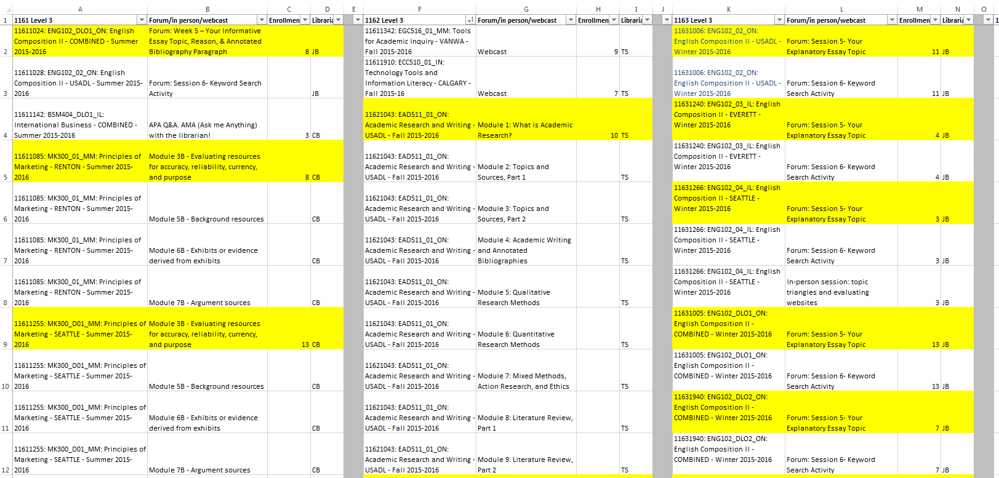 A B C D E F G H I J K L M N O
1 1161 Level 3 Forum/in person/webcast Enrollmen Libraria 1162 Level 3 Forum/in person/webcast Enrollmen Libraria 1163 Level 3 Forum/in person/webcast Enrollmen Libraria 1
2
11611024: ENG102_DLO1_ON: English
Composition II - COMBINED - Summer
2015-2016
Forum: Week 5 – Your Informative
Essay Topic, Reason, & Annotated
Bibliography Paragraph
8 JB
11611342: EGC516_01_MM: Tools
for Academic Inquiry - VANWA -
Fall 2015-2016
Webcast
9 TS
11631006: ENG102_02_ON:
English Composition II - USADL -
Winter 2015-2016
Forum: Session 5- Your
Explanatory Essay Topic
11 JB
3
11611028: ENG102_02_ON: English
Composition II - USADL - Summer 2015-
2016
Forum: Session 6- Keyword Search
Activity
JB
11611910: ECC510_01_IN:
Technology Tools and
Information Literacy - CALGARY -
Fall 2015-16
Webcast
7 TS
11631006: ENG102_02_ON:
English Composition II - USADL -
Winter 2015-2016
Forum: Session 6- Keyword
Search Activity
11 JB
4
11611142: BSM404_DLO1_IL:
International Business - COMBINED -
Summer 2015-2016
APA Q&A. AMA (Ask me Anything)
with the librarian!
3 CB
11621043: EAD511_01_ON:
Academic Research and Writing -
USADL - Fall 2015-2016
Module 1: What is Academic
Research?
10 TS
11631240: ENG102_03_IL: English
Composition II - EVERETT -
Winter 2015-2016
Forum: Session 5- Your
Explanatory Essay Topic
4 JB
5
11611085: MK300_01_MM: Principles of
Marketing - RENTON - Summer 2015-
2016
Module 3B - Evaluating resources
for accuracy, reliability, currency,
and purpose
8 CB
11621043: EAD511_01_ON:
Academic Research and Writing -
USADL - Fall 2015-2016
Module 2: Topics and
Sources, Part 1
TS
11631240: ENG102_03_IL: English
Composition II - EVERETT -
Winter 2015-2016
Forum: Session 6- Keyword
Search Activity
4 JB
6
11611085: MK300_01_MM: Principles of
Marketing - RENTON - Summer 2015-
2016
Module 5B - Background resources
CB
11621043: EAD511_01_ON:
Academic Research and Writing -
USADL - Fall 2015-2016
Module 3: Topics and
Sources, Part 2
TS
11631266: ENG102_04_IL: English
Composition II - SEATTLE -
Winter 2015-2016
Forum: Session 5- Your
Explanatory Essay Topic
3 JB
7
11611085: MK300_01_MM: Principles of
Marketing - RENTON - Summer 2015-
2016
Module 6B - Exhibits or evidence
derived from exhibits
CB
11621043: EAD511_01_ON:
Academic Research and Writing -
USADL - Fall 2015-2016
Module 4: Academic Writing
and Annotated
Bibliographies
TS
11631266: ENG102_04_IL: English
Composition II - SEATTLE -
Winter 2015-2016
Forum: Session 6- Keyword
Search Activity
3 JB
8
11611085: MK300_01_MM: Principles of
Marketing - RENTON - Summer 2015-
2016
Module 7B - Argument sources
CB
11621043: EAD511_01_ON:
Academic Research and Writing -
USADL - Fall 2015-2016
Module 5: Qualitative
Research Methods
TS
11631266: ENG102_04_IL: English
Composition II - SEATTLE -
Winter 2015-2016
In-person session: topic
triangles and evaluating
websites
3 JB
9
11611255: MK300_D01_MM: Principles of
Marketing - SEATTLE - Summer 2015-
2016
Module 3B - Evaluating resources
for accuracy, reliability, currency,
and purpose
13 CB
11621043: EAD511_01_ON:
Academic Research and Writing -
USADL - Fall 2015-2016
Module 6: Quantitative
Research Methods
TS
11631005: ENG102_DLO1_ON:
English Composition II -
COMBINED - Winter 2015-2016
Forum: Session 5- Your
Explanatory Essay Topic
13 JB
10
11611255: MK300_D01_MM: Principles of
Marketing - SEATTLE - Summer 2015-
2016
Module 5B - Background resources
CB
11621043: EAD511_01_ON:
Academic Research and Writing -
USADL - Fall 2015-2016
Module 7: Mixed Methods,
Action Research, and Ethics
TS
11631005: ENG102_DLO1_ON:
English Composition II -
COMBINED - Winter 2015-2016
Forum: Session 6- Keyword
Search Activity
13 JB
11
11611255: MK300_D01_MM: Principles of
Marketing - SEATTLE - Summer 2015-
2016
Module 6B - Exhibits or evidence
derived from exhibits
CB
11621043: EAD511_01_ON:
Academic Research and Writing -
USADL - Fall 2015-2016
Module 8: Literature Review,
Part 1
TS
11631940: ENG102_DLO2_ON:
English Composition II -
COMBINED - Winter 2015-2016
Forum: Session 5- Your
Explanatory Essay Topic
7 JB
12
11611255: MK300_D01_MM: Principles of
Marketing - SEATTLE - Summer 2015-
2016
Module 7B - Argument sources
CB
11621043: EAD511_01_ON:
Academic Research and Writing -
USADL - Fall 2015-2016
Module 9: Literature Review,
Part 2
TS
11631940: ENG102_DLO2_ON:
English Composition II -
COMBINED - Winter 2015-2016
Forum: Session 6- Keyword
Search Activity
7 JB